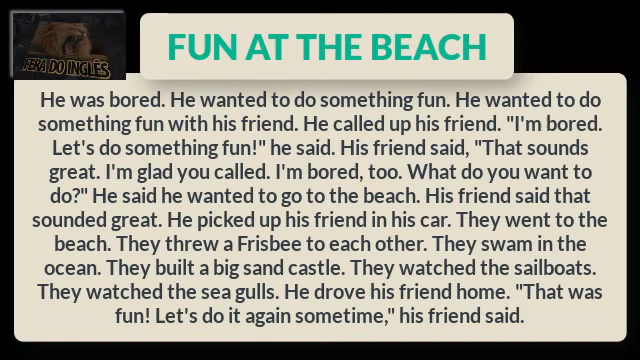 FERA DO INGLÊS
FUN AT THE BEACH
He was bored. He wanted to do something fun. He wanted to do
something fun with his friend. He called up his friend. "I'm bored.
Let's do something fun!" he said. His friend said, "That sounds
great. I'm glad you called. I'm bored, too. What do you want to
do?" He said he wanted to go to the beach. His friend said that
sounded great. He picked up his friend in his car. They went to the
beach. They threw a Frisbee to each other. They swam in the
ocean. They built a big sand castle. They watched the sailboats.
They watched the sea gulls. He drove his friend home. "That was
fun! Let's do it again sometime," his friend said.